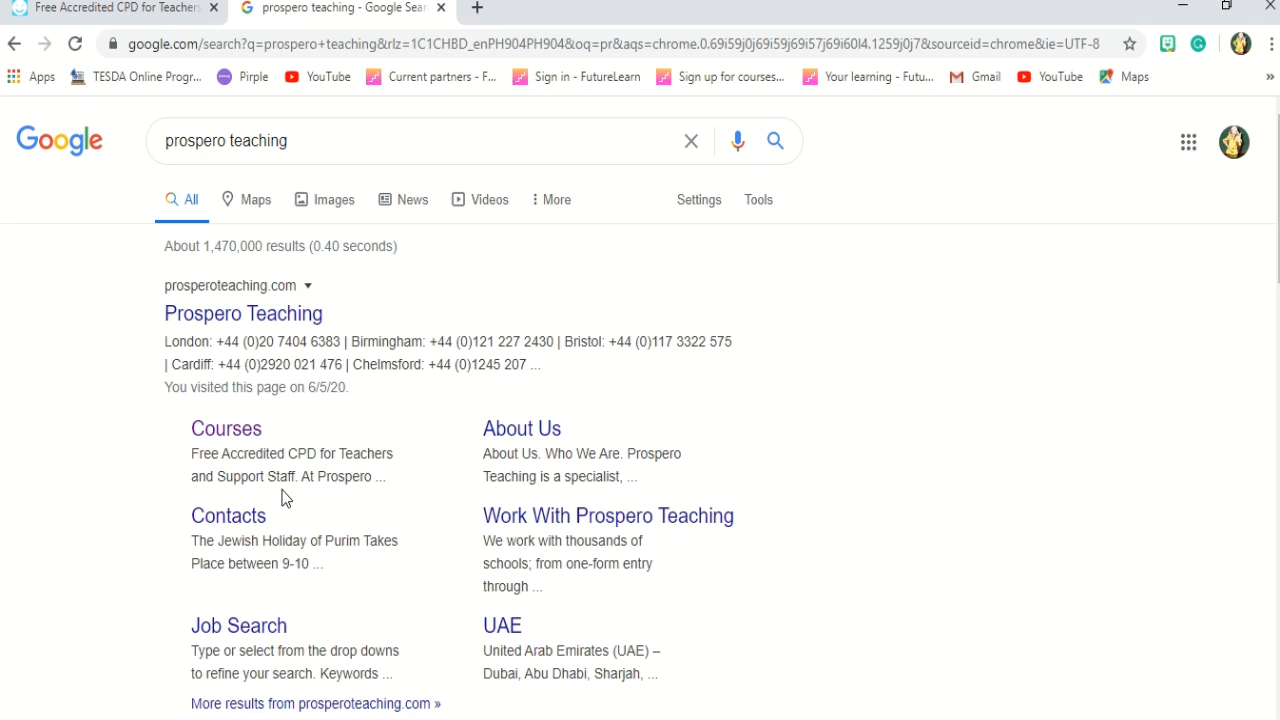 Free Accredited CPD for Teachers
prospero teaching - Google Sear
google.com/search?q=prospero+teaching&rlz=1C1CHBD_enPH904PH904&oq=pr&aqs=chrome.0.69i59j0j69i59j69i57j69i60l4.1259j0j7&sourceid=chrome&ie=UTF-8
Apps TESDA Online Progr... Pirple YouTube Current partners - F... Sign in - FutureLearn Sign up for courses... Your learning - Futu... Gmail YouTube Maps »
Google
prospero teaching
All Maps Images News Videos More Settings Tools
About 1,470,000 results (0.40 seconds)
prosperoteaching.com
Prospero Teaching
London: +44 (0)20 7404 6383 | Birmingham: +44 (0)121 227 2430 | Bristol: +44 (0)117 3322 575
| Cardiff: +44 (0)2920 021 476 | Chelmsford: +44 (0)1245 207 ...
You visited this page on 6/5/20.
Courses
Free Accredited CPD for Teachers
and Support Staff. At Prospero ...
About Us
About Us. Who We Are. Prospero
Teaching is a specialist, ...
Contacts
The Jewish Holiday of Purim Takes
Place between 9-10 ...
Work With Prospero Teaching
We work with thousands of
schools; from one-form entry
through ...
Job Search
Type or select from the drop downs
to refine your search. Keywords ...
UAE
United Arab Emirates (UAE) –
Dubai, Abu Dhabi, Sharjah, ...
More results from prosperoteaching.com »